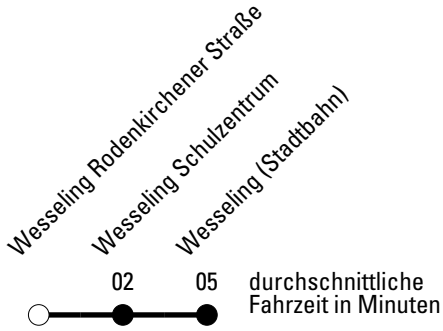 Wesseling Rodenkirchener Straße
Wesseling Schulzentrum
Wesseling (Stadtbahn)
02 05 durchschnittliche
Fahrzeit in Minuten